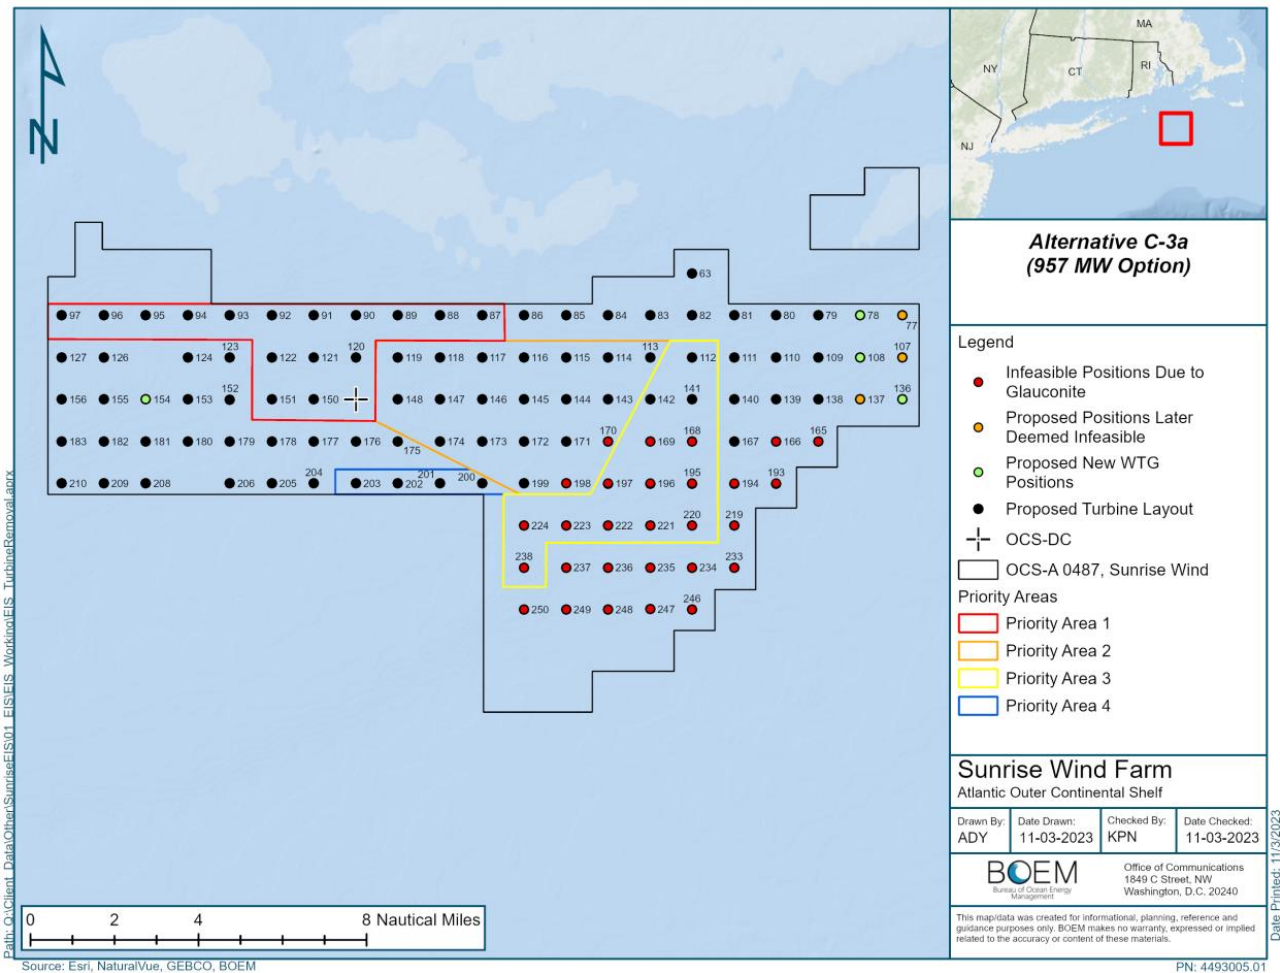 N
MA
NY
CT
RI
NJ
Alternative C-3a
(957 MW Option)
63
97 96 95 94 93 92 91 90 89 88 87 86 85 84 83 82 81 80 79 78 77
127 126 124 123 122 121 120 119 118 117 116 115 114 113 112 111 110 109 108 107
156 155 154 153 152 151 150 148 147 146 145 144 143 142 141 140 139 138 137 136
183 182 181 180 179 178 177 176 175 174 173 172 171 170 169 168 167 166 165
210 209 208 206 205 204 203 202 201 200 199 198 197 196 195 194 193
224 223 222 221 220 219
238 237 236 235 234 233
250 249 248 247 246
Legend
Infeasible Positions Due to
Glauconite
Proposed Positions Later
Deemed Infeasible
Proposed New WTG
Positions
Proposed Turbine Layout
OCS-DC
OCS-A 0487, Sunrise Wind
Priority Areas
Priority Area 1
Priority Area 2
Priority Area 3
Priority Area 4
Sunrise Wind Farm
Atlantic Outer Continental Shelf
Drawn By: Date Drawn: Checked By: Date Checked:
ADY 11-03-2023 KPN 11-03-2023
BOEM
Bureau of Ocean Energy
Management
Office of Communications
1849 C Street, NW
Washington, D.C. 20240
This map/data was created for informational, planning, reference and
guidance purposes only. BOEM makes no warranty, expressed or implied
related to the accuracy or content of these materials.
0 2 4 8 Nautical Miles
Source: Esri, NaturalVue, GEBCO, BOEM
PN: 4493005.01
Path: Q:\Client_Data\Other\SunriseEIS\01_EIS\EIS_Working\EIS_TurbineRemoval.aprx
Date Printed: 11/3/2023